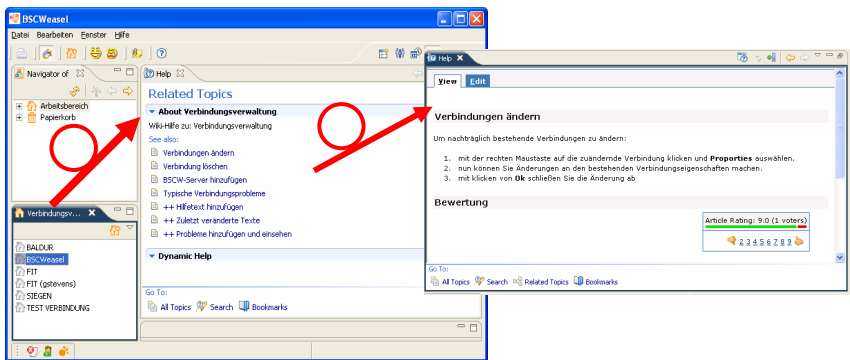 BSCWeasel
Datei Bearbeiten Fenster Hilfe
Navigator of
Arbeitsbereich
Papierkorb
Verbindungsv...
BALDUR
BSCWeasel
FIT
FIT (gstevens)
SIEGEN
TEST VERBINDUNG
Help
Related Topics
About Verbindungsverwaltung
Wiki-Hilfe zu: Verbindungsverwaltung
See also:
Verbindungen ändern
Verbindung löschen
BSCW-Server hinzufügen
Typische Verbindungsprobleme
++ Hilfetext hinzufügen
++ Zuletzt veränderte Texte
++ Probleme hinzufügen und einsehen
Dynamic Help
Go To:
All Topics Search Bookmarks
Help
View Edit
Verbindungen ändern
Um nachträglich bestehende Verbindungen zu ändern:
1. mit der rechten Maustaste auf die zuändernde Verbindung klicken und Proporties auswählen.
2. nun können Sie Änderungen an den bestehenden Verbindungseigenschaften machen.
3. mit klicken von Ok schließen Sie die Änderung ab
Bewertung
Article Rating: 9.0 (1 voters)
2 3 4 5 6 7 8 9
Go To:
All Topics Search Related Topics Bookmarks